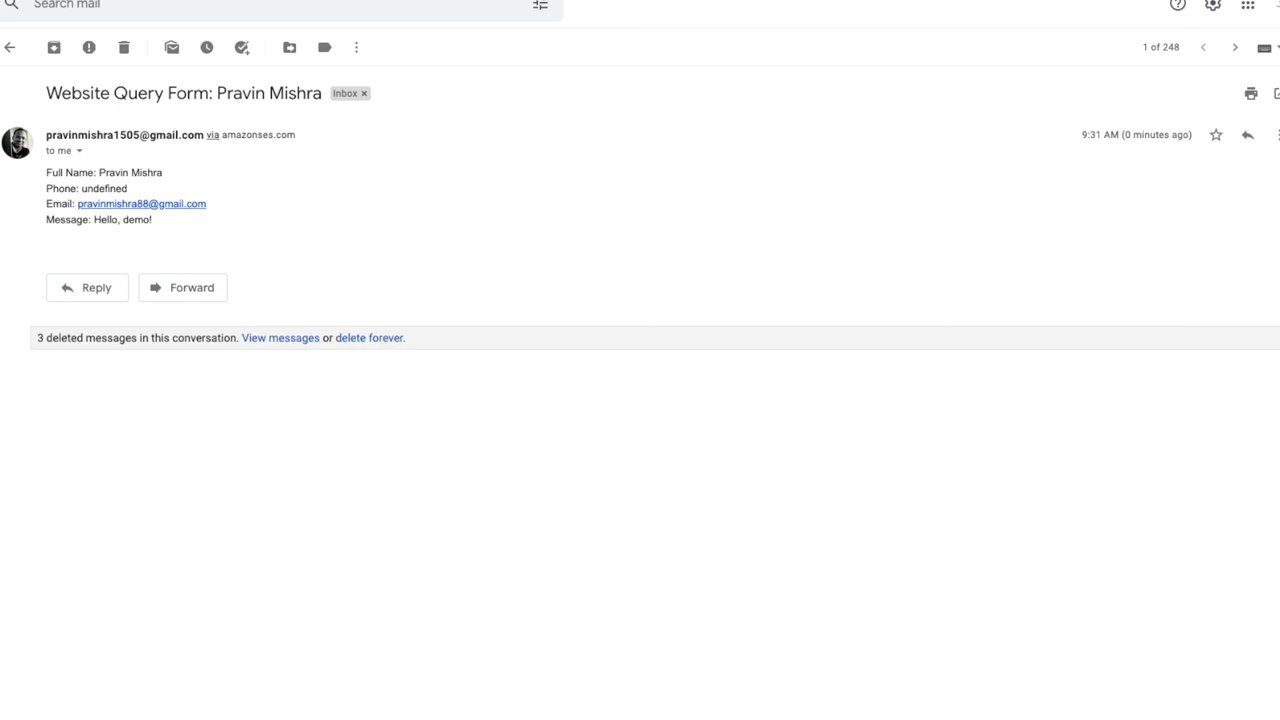 Search mail
1 of 248
Website Query Form: Pravin Mishra Inbox ×
pravinmishra1505@gmail.com via amazonses.com
9:31 AM (0 minutes ago)
to me
Full Name: Pravin Mishra
Phone: undefined
Email: pravinmishra88@gmail.com
Message: Hello, demo!
Reply
Forward
3 deleted messages in this conversation. View messages or delete forever.